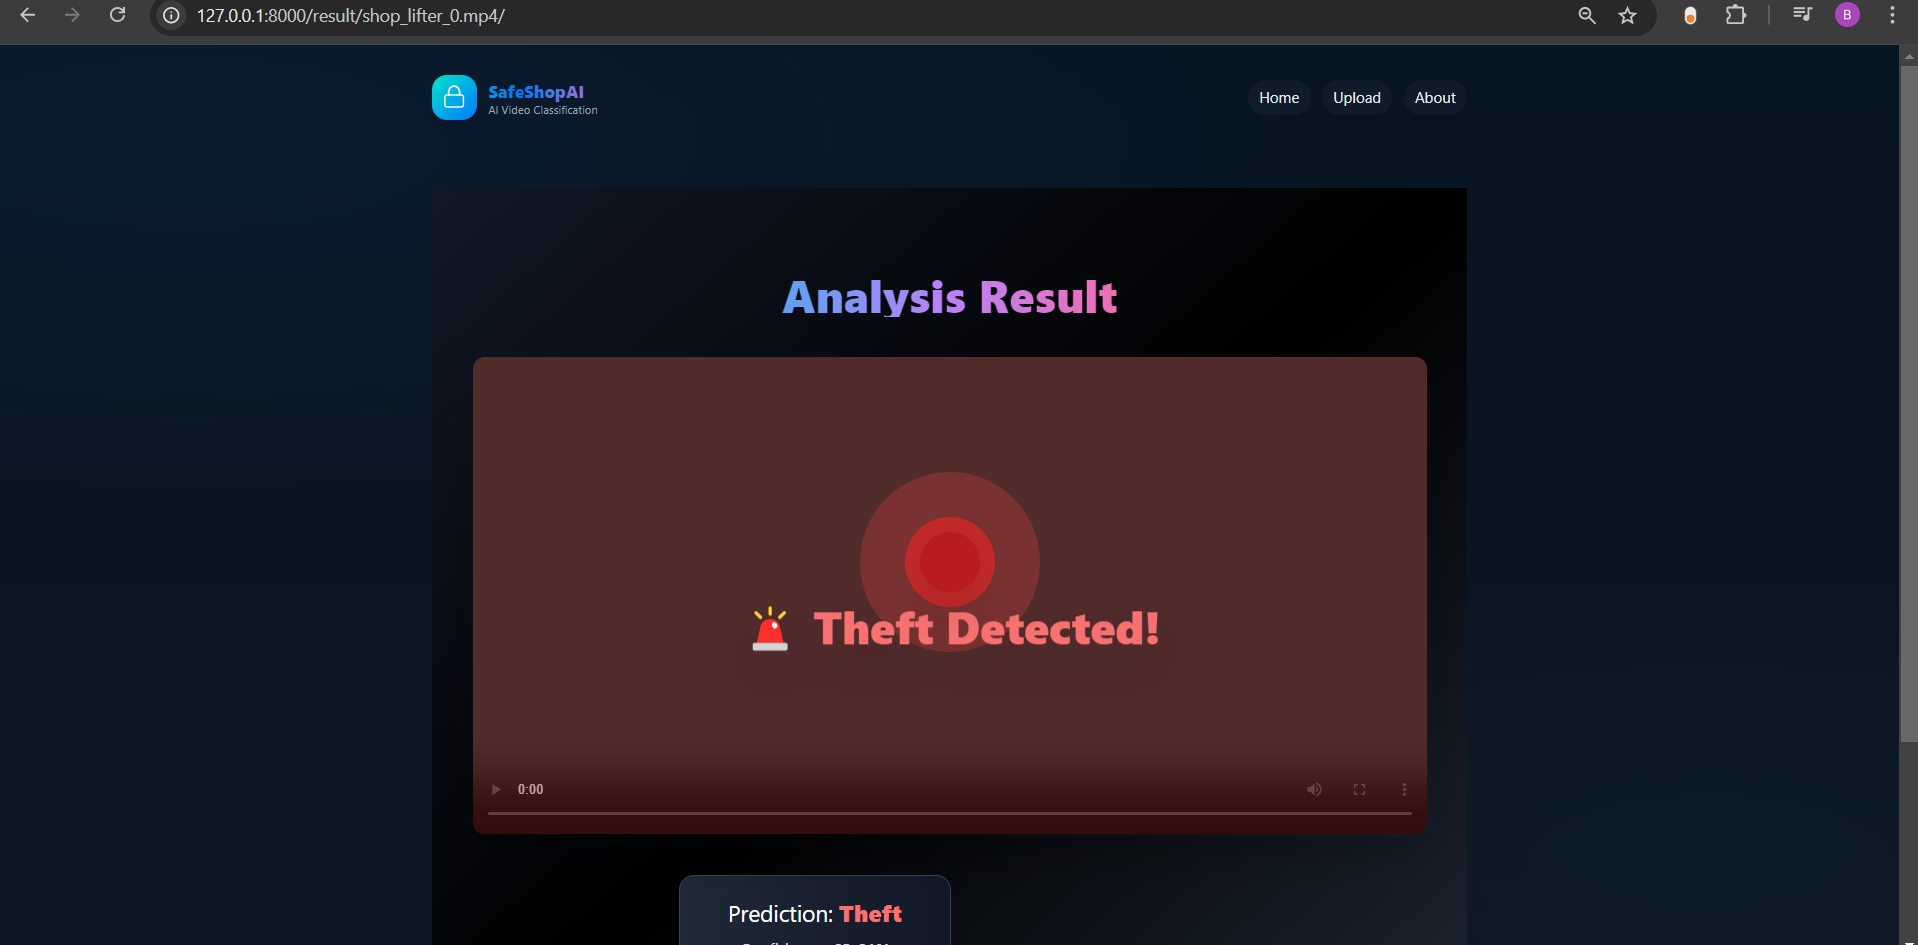 127.0.0.1:8000/result/shop_lifter_0.mp4/
B
SafeShopAI
AI Video Classification
Home
Upload
About
Analysis Result
Theft Detected!
0:00
Prediction: Theft